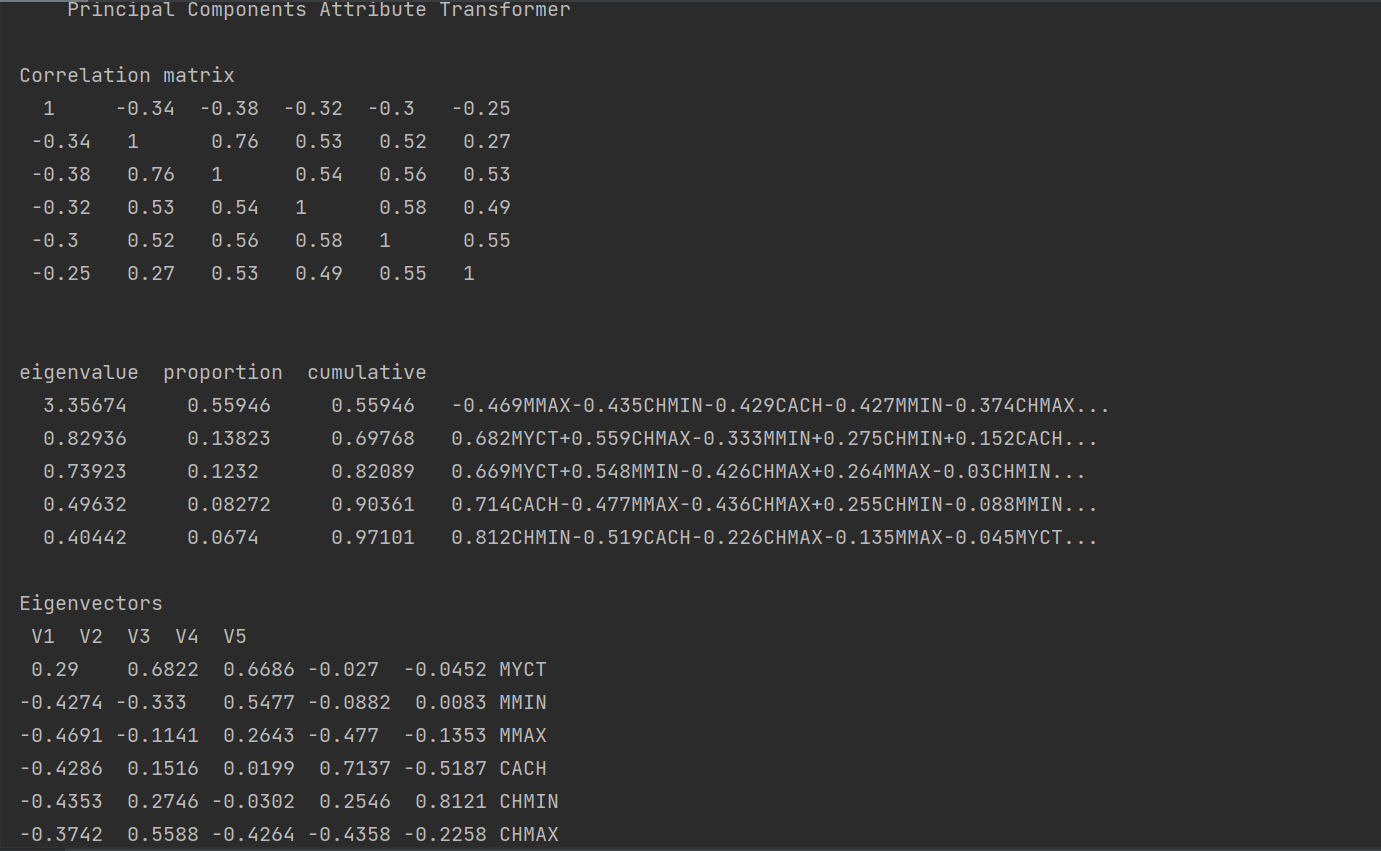 Principal Components Attribute Transformer
Correlation matrix
1 -0.34 -0.38 -0.32 -0.3 -0.25
-0.34 1 0.76 0.53 0.52 0.27
-0.38 0.76 1 0.54 0.56 0.53
-0.32 0.53 0.54 1 0.58 0.49
-0.3 0.52 0.56 0.58 1 0.55
-0.25 0.27 0.53 0.49 0.55 1
eigenvalue proportion cumulative
3.35674 0.55946 0.55946 -0.469MMAX-0.435CHMIN-0.429CACH-0.427MMIN-0.374CHMAX...
0.82936 0.13823 0.69768 0.682MYCT+0.559CHMAX-0.333MMIN+0.275CHMIN+0.152CACH...
0.73923 0.1232 0.82089 0.669MYCT+0.548MMIN-0.426CHMAX+0.264MMAX-0.03CHMIN...
0.49632 0.08272 0.90361 0.714CACH-0.477MMAX-0.436CHMAX+0.255CHMIN-0.088MMIN...
0.40442 0.0674 0.97101 0.812CHMIN-0.519CACH-0.226CHMAX-0.135MMAX-0.045MYCT...
Eigenvectors
V1 V2 V3 V4 V5
0.29 0.6822 0.6686 -0.027 -0.0452 MYCT
-0.4274 -0.333 0.5477 -0.0882 0.0083 MMIN
-0.4691 -0.1141 0.2643 -0.477 -0.1353 MMAX
-0.4286 0.1516 0.0199 0.7137 -0.5187 CACH
-0.4353 0.2746 -0.0302 0.2546 0.8121 CHMIN
-0.3742 0.5588 -0.4264 -0.4358 -0.2258 CHMAX